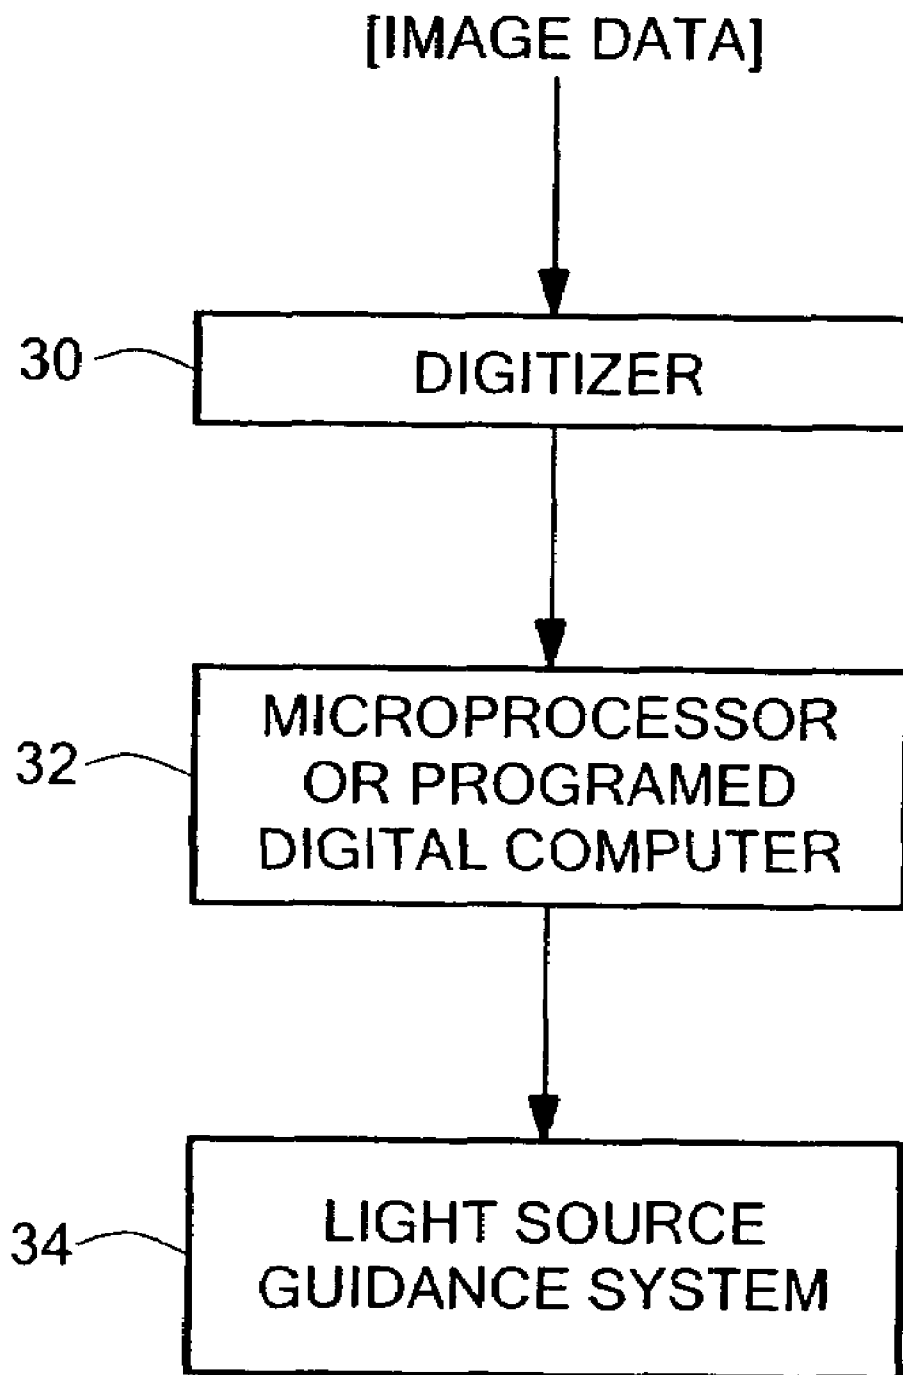 [IMAGE DATA]
30
DIGITIZER
32
MICROPROCESSOR
OR PROGRAMED
DIGITAL COMPUTER
34
LIGHT SOURCE
GUIDANCE SYSTEM